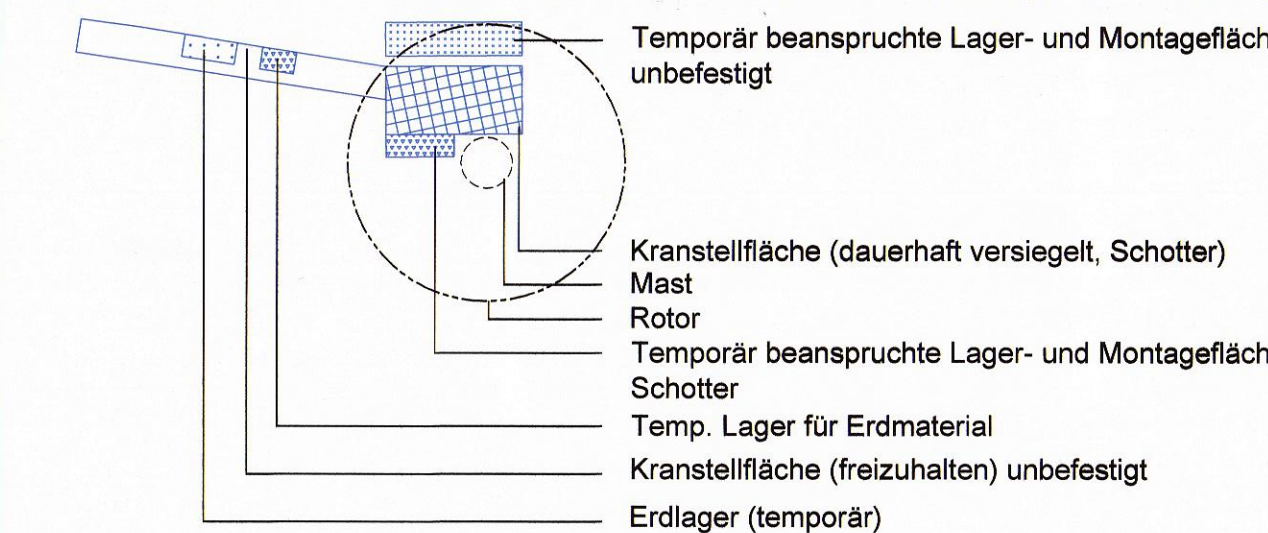 Temporär beanspruchte Lager- und Montagefläch
unbefestigt
Kranstellfläche (dauerhaft versiegelt, Schotter)
Mast
Rotor
Temporär beanspruchte Lager- und Montagefläch
Schotter
Temp. Lager für Erdmaterial
Kranstellfläche (freizuhalten) unbefestigt
Erdlager (temporär)